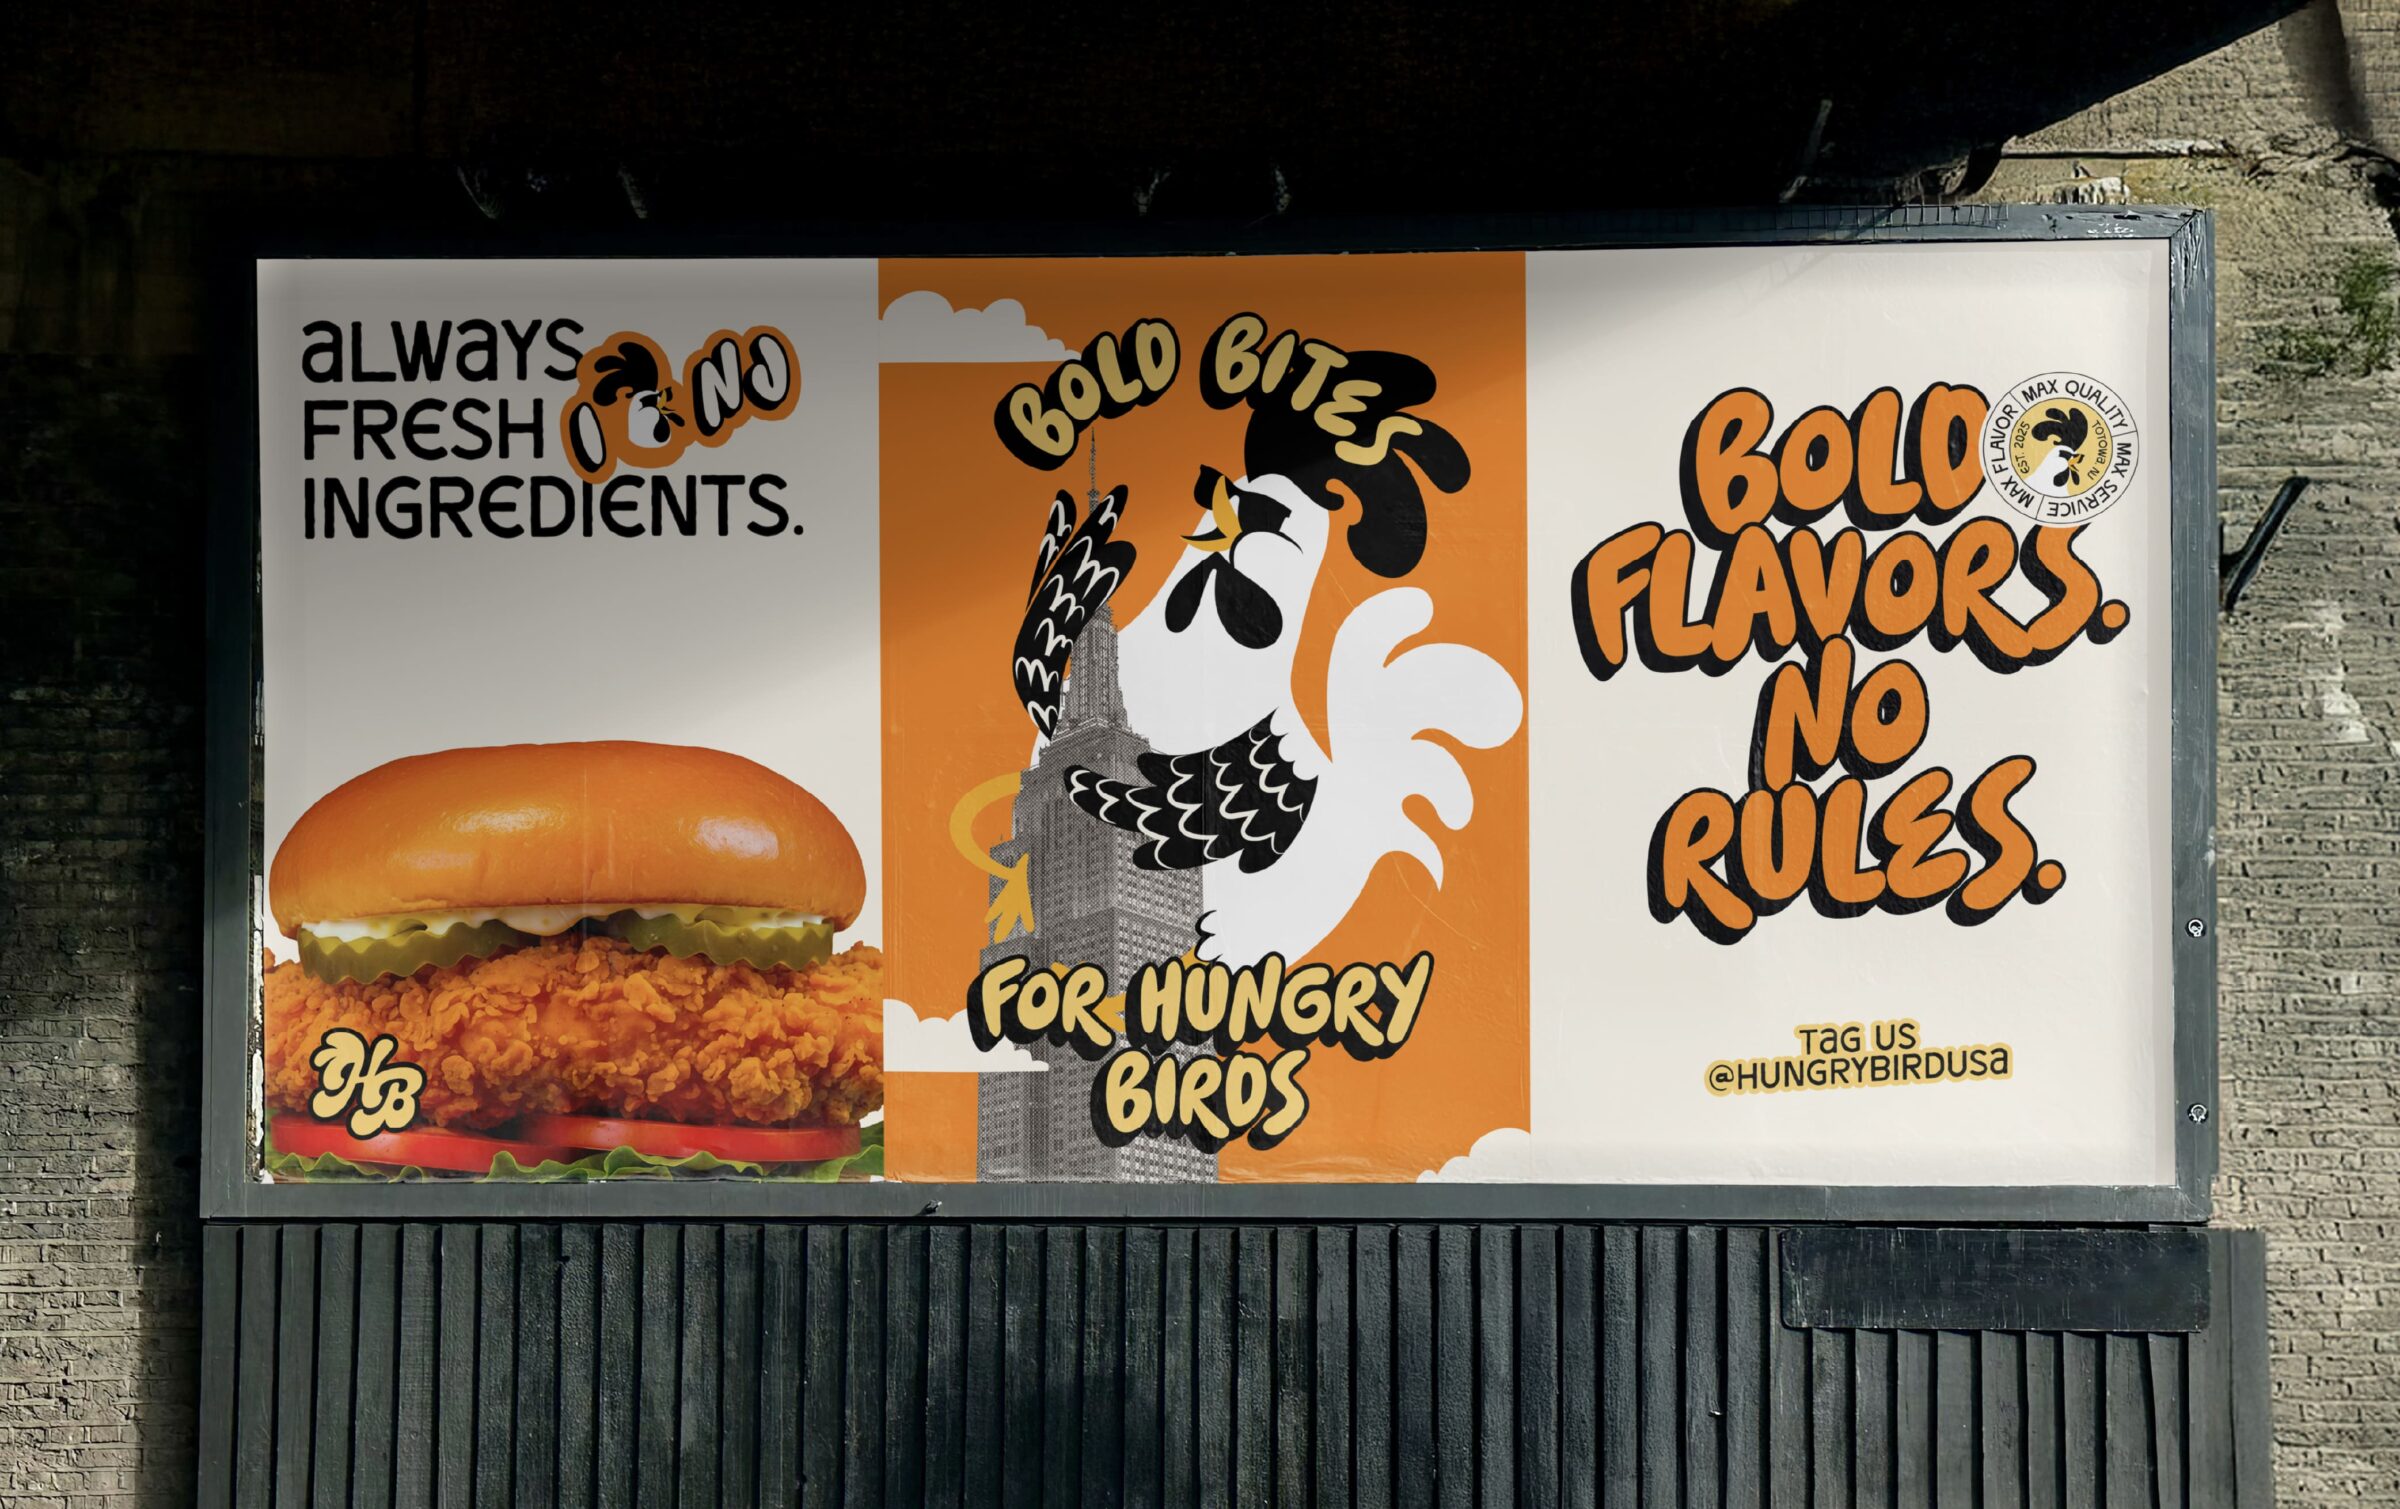 aLWaYS
FRESH
INGREDIENTS.
I NJ
HB
BOLD BITES
FOR HUNGRY
BIRDS
BOLD
FLAVORS.
NO
RULES.
MAX FLAVOR | MAX QUALITY | MAX SERVICE
EST. 2025
TOTOWA, NJ
TaG US
@HUNGRYBIRDUSa